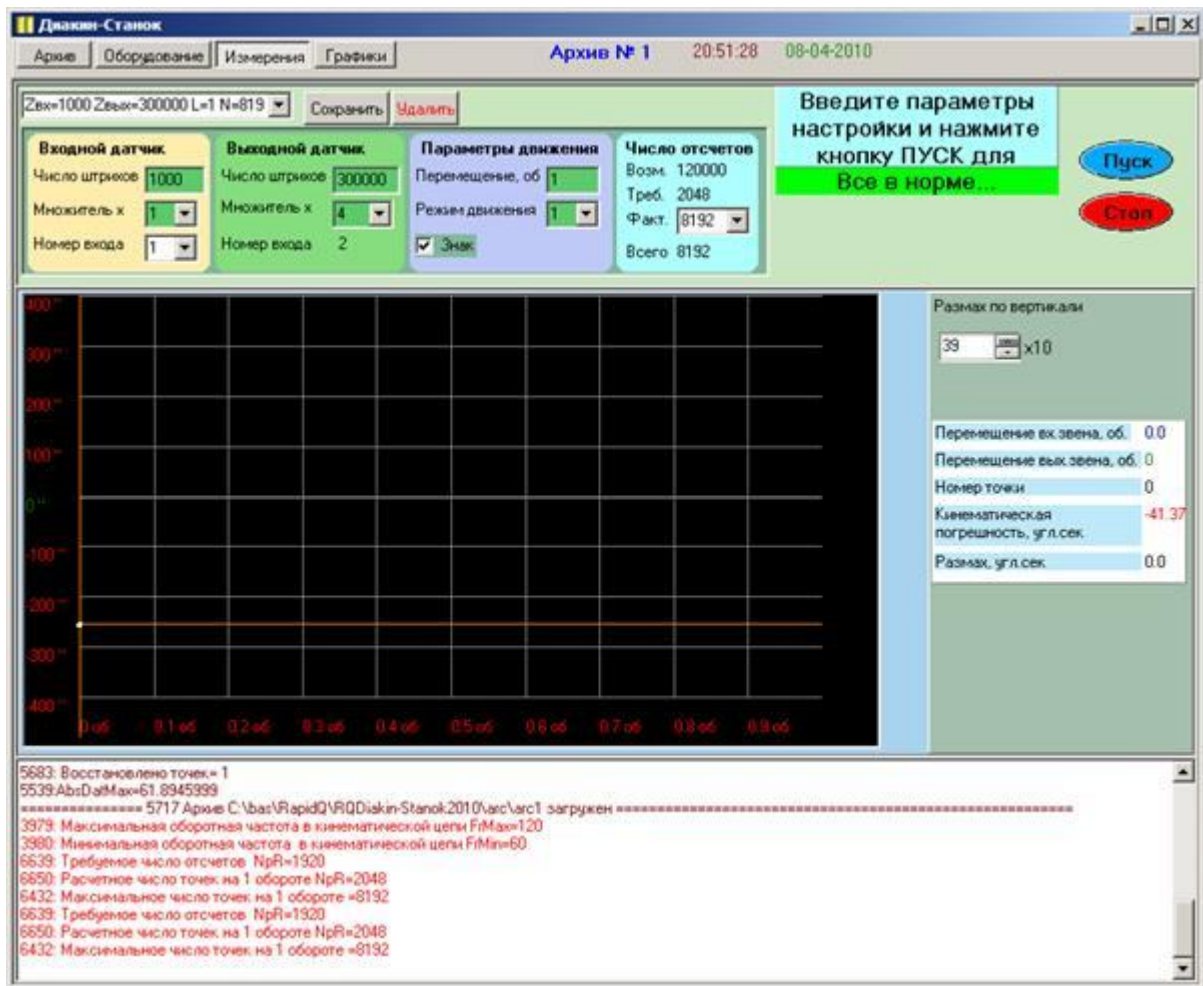 Диакин-Станок
Архив Оборудование Измерения Графики Архив № 1 20:51:28 08-04-2010
Zвх=1000 Zвых=300000 L=1 N=819 Сохранить Удалить
Введите параметры
настройки и нажмите
кнопку ПУСК для
Все в норме...
Пуск
Стоп
Входной датчик
Число штрихов 1000
Множитель x 1
Номер входа 1
Выходной датчик
Число штрихов 300000
Множитель x 4
Номер входа 2
Параметры движения
Перемещение, об 1
Режим движения 1
Знак
Число отсчетов
Возм. 120000
Треб. 2048
Факт. 8192
Всего 8192
400 "
300 "
200 "
100 "
0 "
-100 "
-200 "
-300 "
-400 "
0 об 0.1 об 0.2 об 0.3 об 0.4 об 0.5 об 0.6 об 0.7 об 0.8 об 0.9 об
Размах по вертикали
39 x10
Перемещение вх.звена, об. 0.0
Перемещение вых.звена, об. 0
Номер точки 0
Кинематическая
погрешность, угл.сек -41.37
Размах, угл.сек 0.0
5683: Восстановлено точек= 1
5539:AbsDatMax=61.8945999
=============== 5717 Архив C:\bas\RapidQ\RQDiakin-Stanok2010\arc\arc1 загружен =========================================================
3979: Максимальная оборотная частота в кинематической цепи FrMax=120
3980: Минимальная оборотная частота в кинематической цепи FrMin=60
6639: Требуемое число отсчетов NpR=1920
6650: Расчетное число точек на 1 обороте NpR=2048
6432: Максимальное число точек на 1 обороте =8192
6639: Требуемое число отсчетов NpR=1920
6650: Расчетное число точек на 1 обороте NpR=2048
6432: Максимальное число точек на 1 обороте =8192